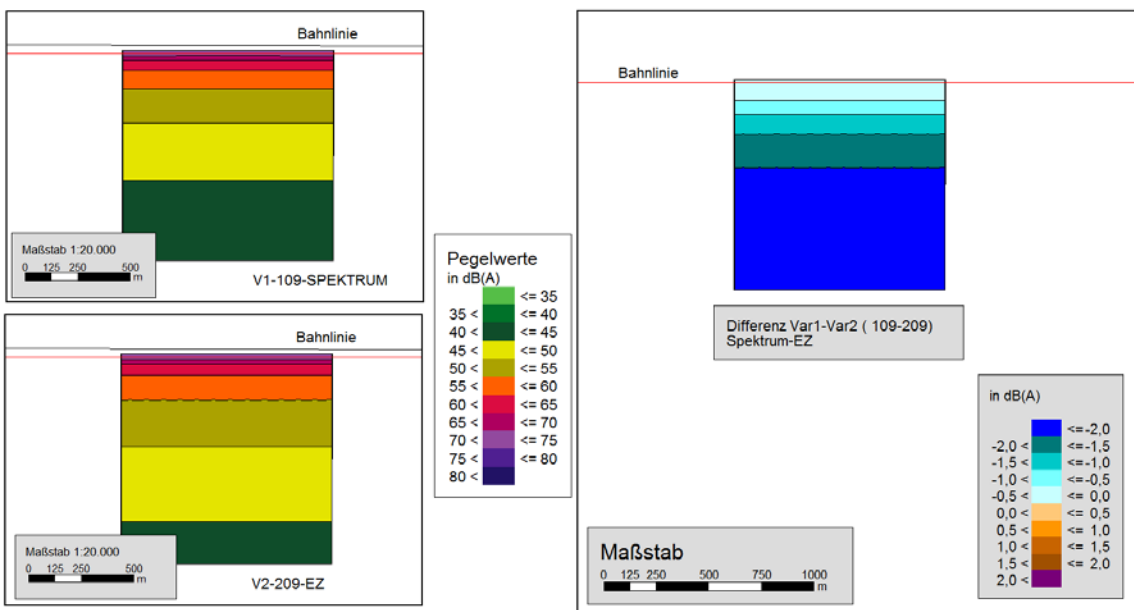 Bahnlinie
Maßstab 1:20.000
0 125 250 500
m
V1-109-SPEKTRUM
Bahnlinie
Maßstab 1:20.000
0 125 250 500
m
V2-209-EZ
Pegelwerte
in dB(A)
<= 35
35 < <= 40
40 < <= 45
45 < <= 50
50 < <= 55
55 < <= 60
60 < <= 65
65 < <= 70
70 < <= 75
75 < <= 80
80 <
Bahnlinie
Differenz Var1-Var2 ( 109-209)
Spektrum-EZ
in dB(A)
<=-2,0
-2,0 < <=-1,5
-1,5 < <=-1,0
-1,0 < <=-0,5
-0,5 < <= 0,0
0,0 < <= 0,5
0,5 < <= 1,0
1,0 < <= 1,5
1,5 < <= 2,0
2,0 <
Maßstab
0 125 250 500 750 1000
m